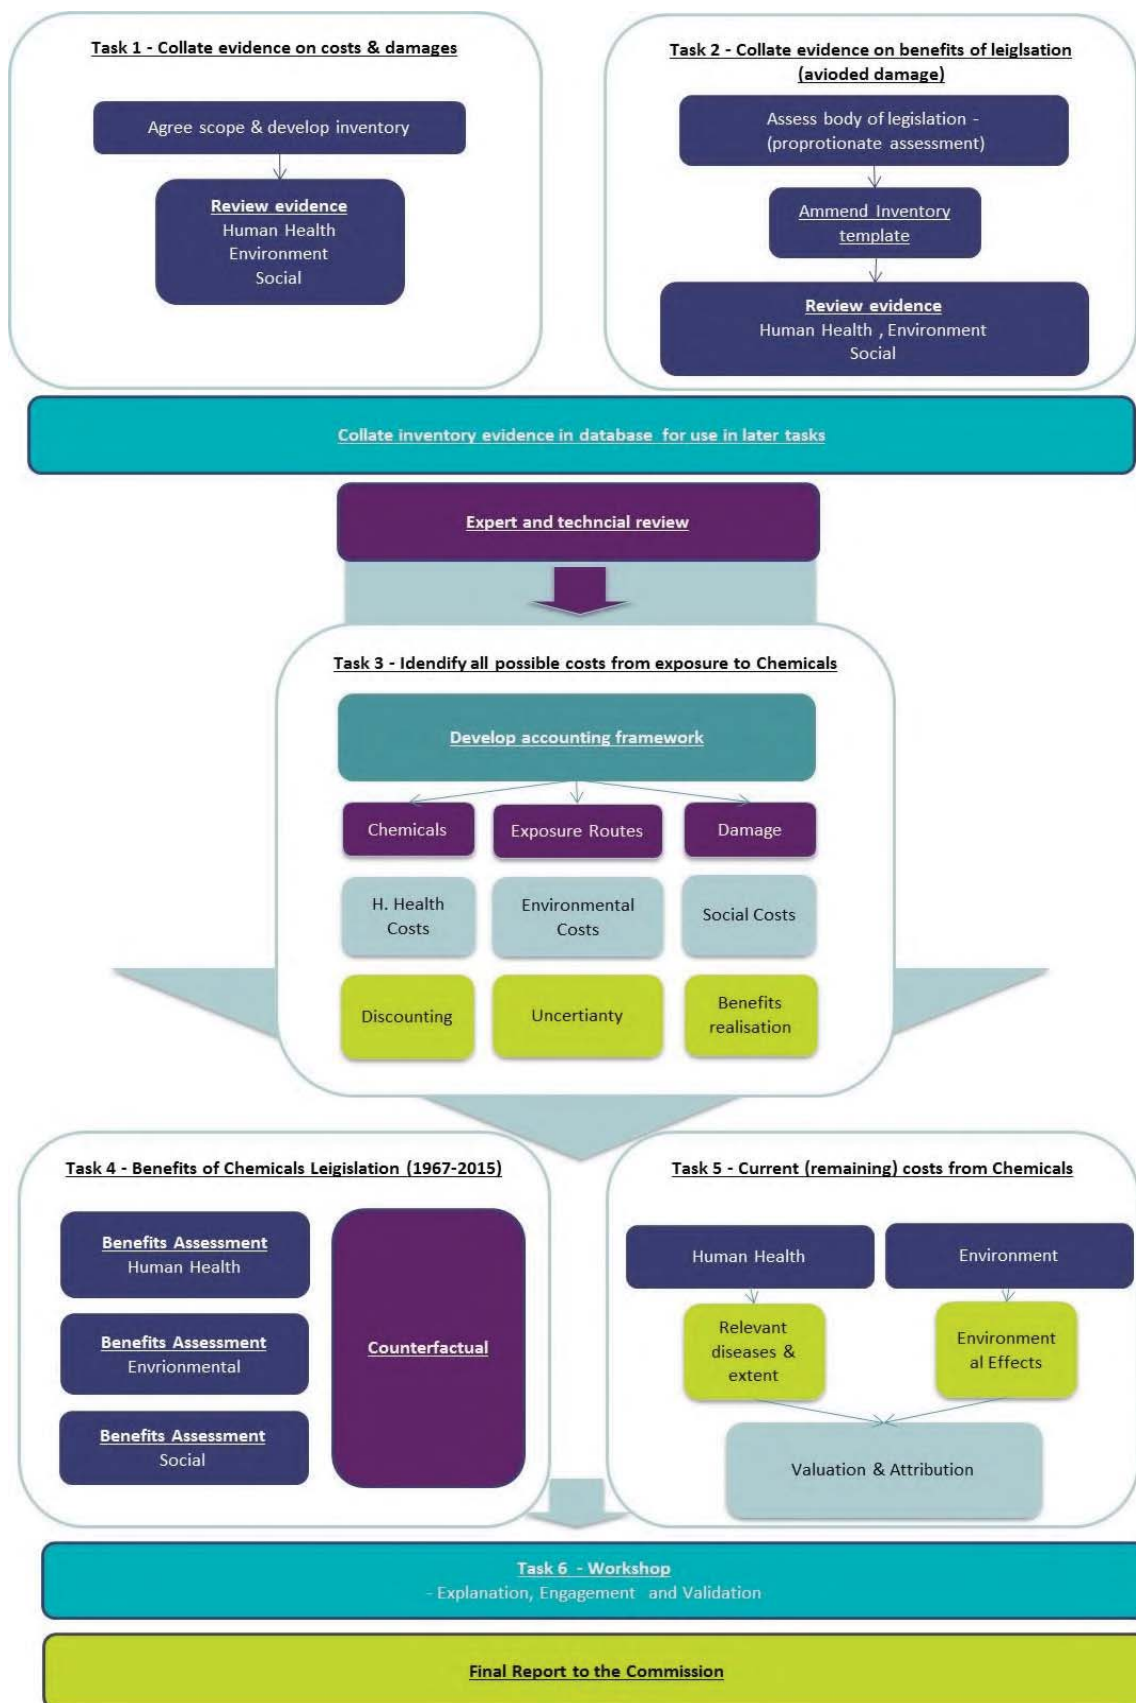 Task 1 - Collate evidence on costs & damages
Agree scope & develop inventory
Review evidence
Human Health
Environment
Social
Task 2 - Collate evidence on benefits of leiglsation
(avioded damage)
Assess body of legislation -
(proprotionate assessment)
Ammend Inventory
template
Review evidence
Human Health , Environment
Social
Collate inventory evidence in database for use in later tasks
Expert and techncial review
Task 3 - Idendify all possible costs from exposure to Chemicals
Develop accounting framework
Chemicals
Exposure Routes
Damage
H. Health
Costs
Environmental
Costs
Social Costs
Discounting
Uncertianty
Benefits
realisation
Task 4 - Benefits of Chemicals Leigislation (1967-2015)
Benefits Assessment
Human Health
Benefits Assessment
Envrionmental
Benefits Assessment
Social
Counterfactual
Task 5 - Current (remaining) costs from Chemicals
Human Health
Environment
Relevant
diseases &
extent
Environment
al Effects
Valuation & Attribution
Task 6 - Workshop
- Explanation, Engagement and Validation
Final Report to the Commission